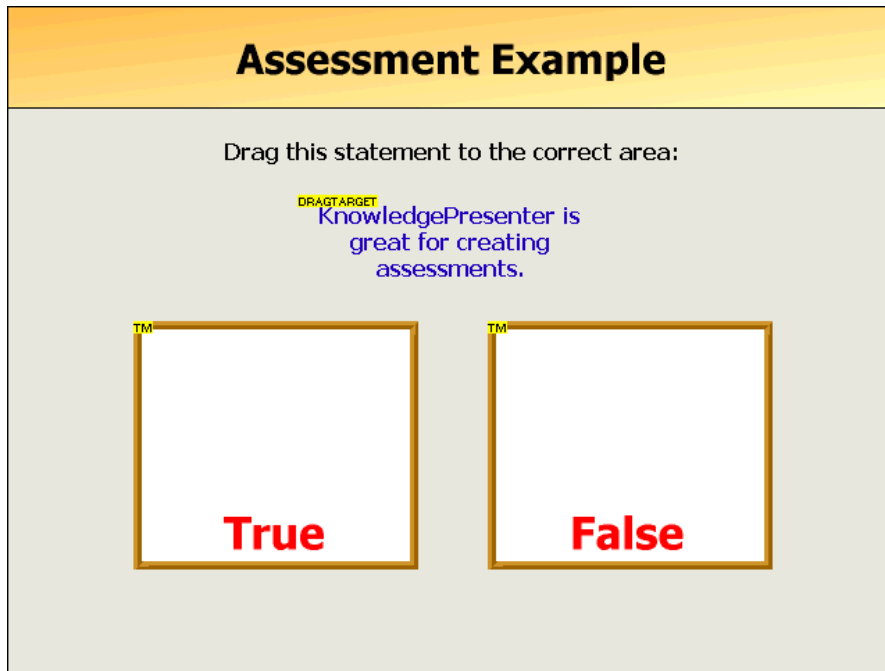 Assessment Example
Drag this statement to the correct area:
DRAGTARGET
KnowledgePresenter is
great for creating
assessments.
TM
TM
True
False